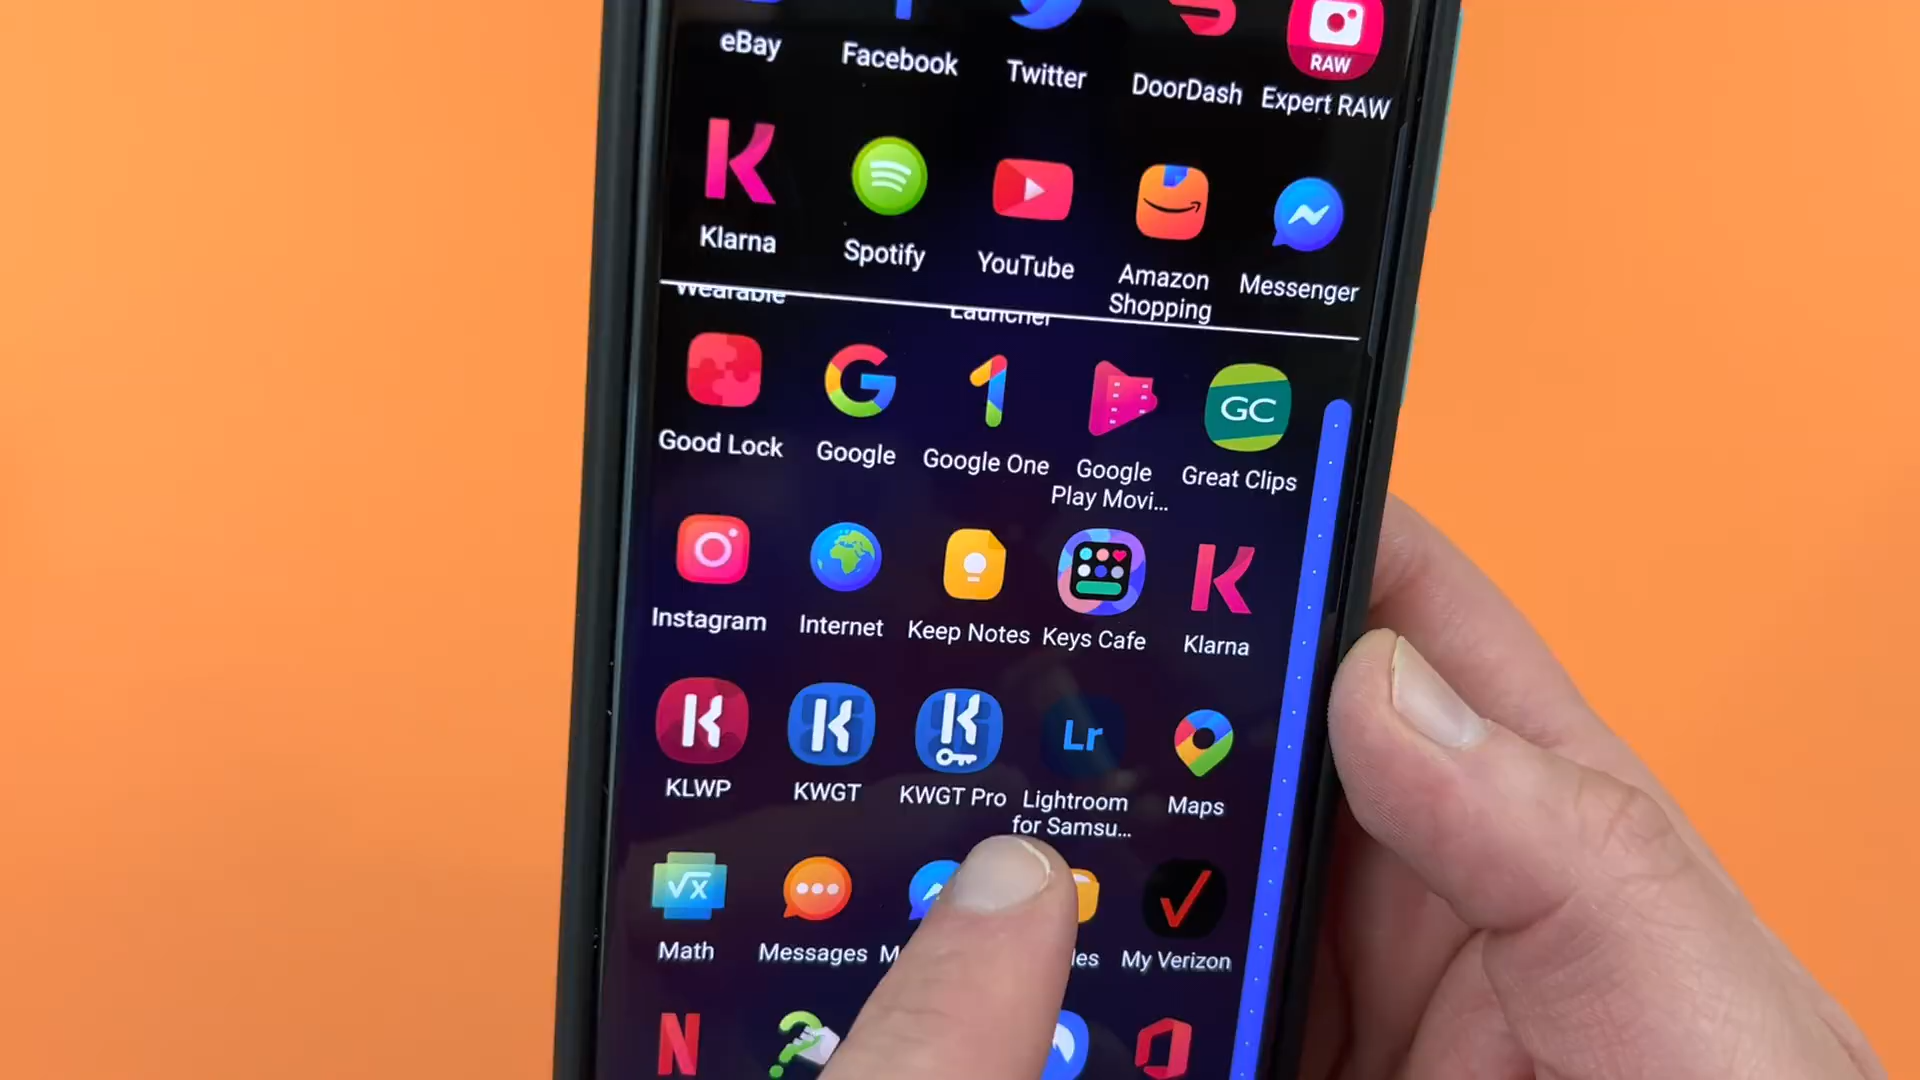 eBay
Facebook
Twitter
DoorDash
RAW
Expert RAW
Klarna
Spotify
YouTube
Amazon
Shopping
Messenger
Wearable
Launcher
GC
Good Lock
Google
Google One
Google
Play Movi...
Great Clips
Instagram
Internet
Keep Notes
Keys Cafe
Klarna
Lr
KLWP
KWGT
KWGT Pro
Lightroom
for Samsu...
Maps
√x
Math
Messages
My Verizon